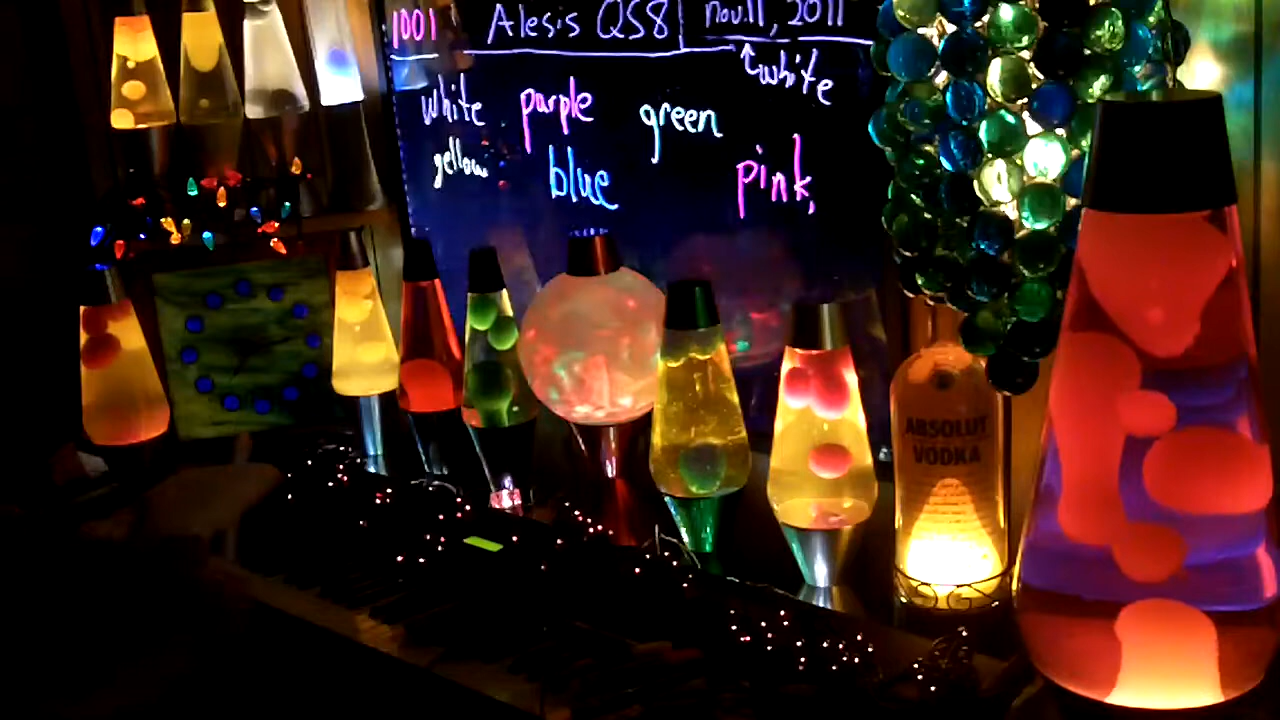 1001 Alesis QS8 nov.11, 2011
white
white purple green
yellow blue pink,
ABSOLUT
VODKA